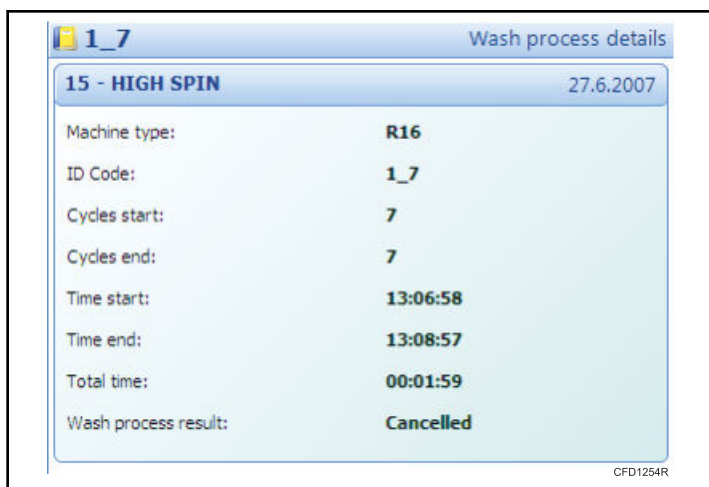 1_7 Wash process details
15 - HIGH SPIN 27.6.2007
Machine type: R16
ID Code: 1_7
Cycles start: 7
Cycles end: 7
Time start: 13:06:58
Time end: 13:08:57
Total time: 00:01:59
Wash process result: Cancelled
CFD1254R